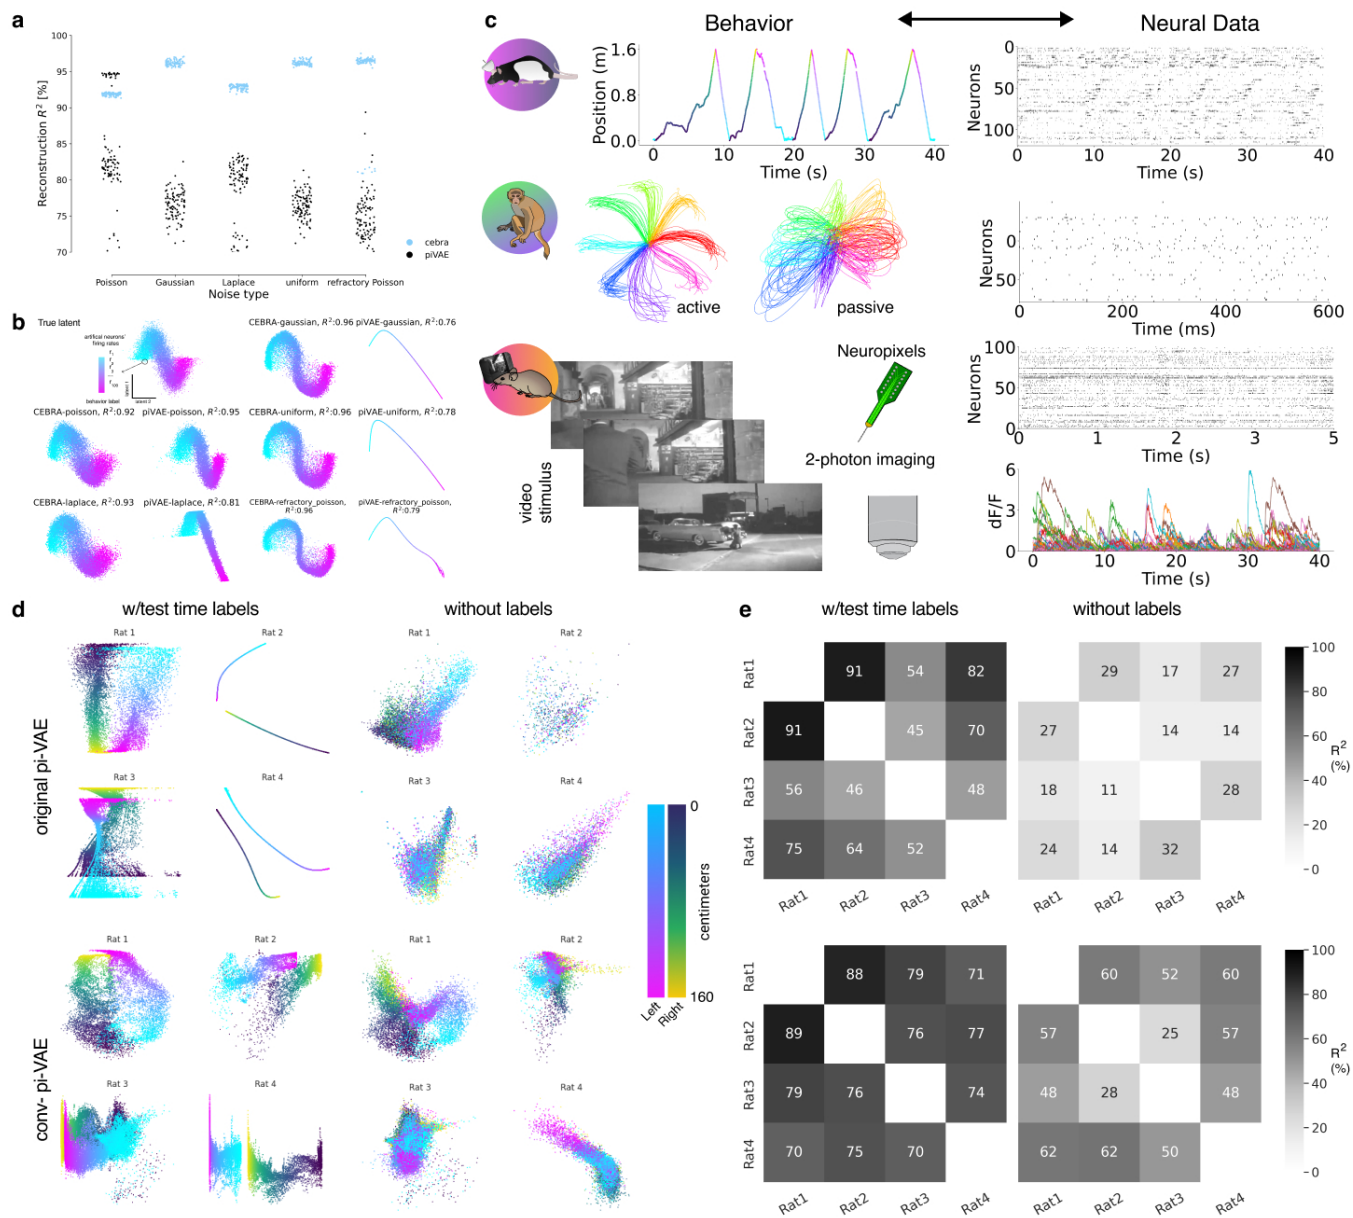 a
100
95
90
85
80
75
70
Reconstruction R² [%]
cebra
piVAE
Poisson
Gaussian
Laplace
uniform
refractory Poisson
Noise type
b
True latent
artifical neurons'
firing rates
behavior label
latent 1
latent 2
CEBRA-gaussian, R²:0.96
piVAE-gaussian, R²:0.76
CEBRA-poisson, R²:0.92
piVAE-poisson, R²:0.95
CEBRA-uniform, R²:0.96
piVAE-uniform, R²:0.78
CEBRA-laplace, R²:0.93
piVAE-laplace, R²:0.81
CEBRA-refractory_poisson,
R²:0.96
piVAE-refractory_poisson,
R²:0.79
c
Behavior
Neural Data
Position (m)
1.6
0.8
0.0
0 10 20 30 40
Time (s)
Neurons
0
50
100
0 10 20 30 40
Time (s)
active
passive
Neurons
0
50
0 200 400 600
Time (ms)
video
stimulus
Neuropixels
2-photon imaging
Neurons
100
50
0
0 1 2 3 5
Time (s)
dF/F
6
3
0
0 10 20 30 40
Time (s)
d
w/test time labels
without labels
original pi-VAE
Rat 1
Rat 2
Rat 1
Rat 2
Rat 3
Rat 4
Rat 3
Rat 4
conv- pi-VAE
Rat 1
Rat 2
Rat 1
Rat 2
Rat 3
Rat 4
Rat 3
Rat 4
0
centimeters
160
Left
Right
e
w/test time labels
without labels
Rat1
91 54 82
29 17 27
Rat2
91 45 70
27 14 14
Rat3
56 46 48
18 11 28
Rat4
75 64 52
24 14 32
Rat1 Rat2 Rat3 Rat4
Rat1 Rat2 Rat3 Rat4
100
80
60
40
20
0
R²
(%)
Rat1
88 79 71
60 52 60
Rat2
89 76 77
57 25 57
Rat3
79 76 74
48 28 48
Rat4
70 75 70
62 62 50
Rat1 Rat2 Rat3 Rat4
Rat1 Rat2 Rat3 Rat4
100
80
60
40
20
0
R²
(%)